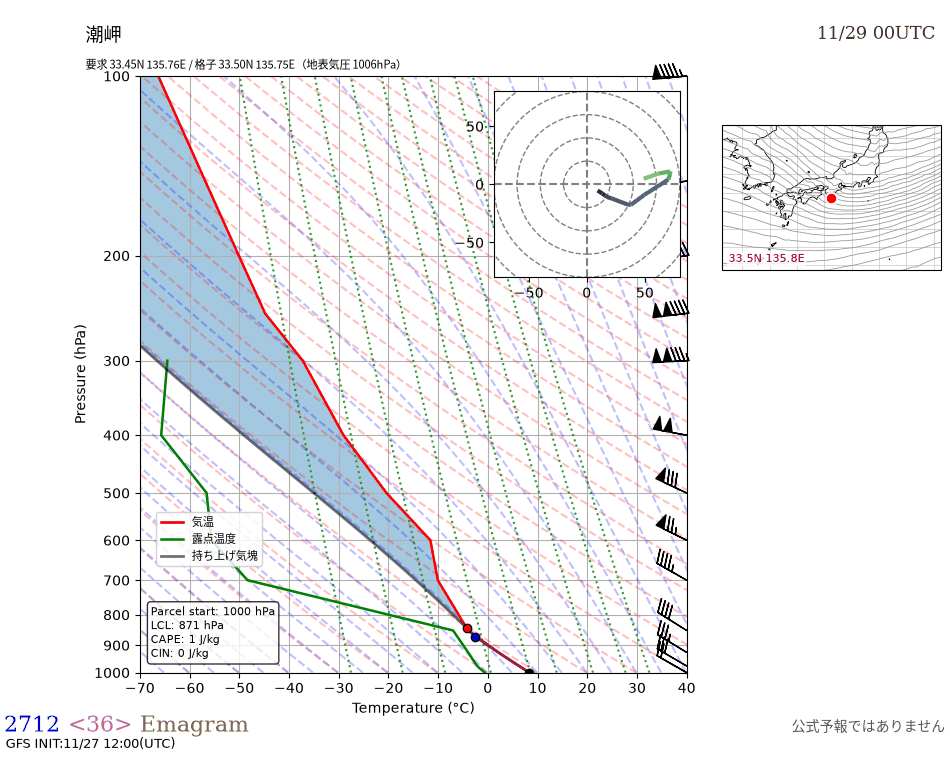 潮岬
11/29 00UTC
要求 33.45N 135.76E / 格子 33.50N 135.75E（地表気圧 1006hPa）
100
200
300
400
500
600
700
800
900
1000
Pressure (hPa)
−70 −60 −50 −40 −30 −20 −10 0 10 20 30 40
Temperature (°C)
50
0
−50
−50 0 50
33.5N 135.8E
気温
露点温度
持ち上げ気塊
Parcel start: 1000 hPa
LCL: 871 hPa
CAPE: 1 J/kg
CIN: 0 J/kg
2712 <36> Emagram
GFS INIT:11/27 12:00(UTC)
公式予報ではありません